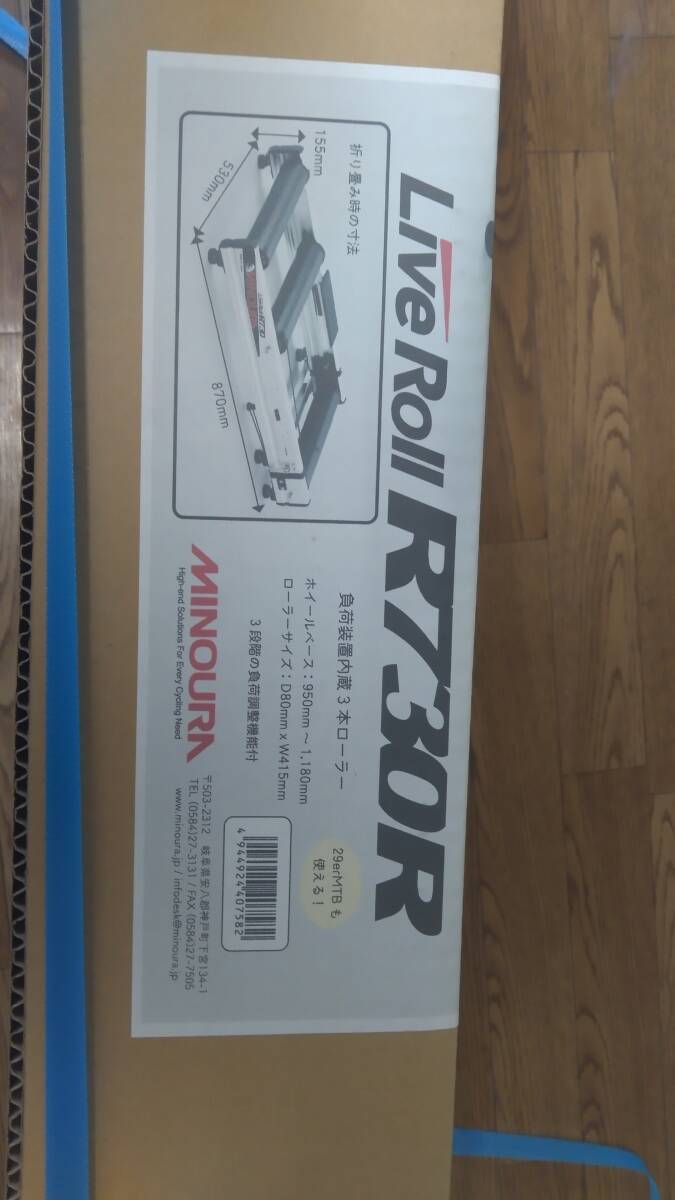 Live Roll R730R
折り畳み時の寸法
155mm
530mm
870mm
負荷装置内蔵3本ローラー
ホイールベース：950mm～1,180mm
ローラーサイズ：D80mm x W415mm
3段階の負荷調整機能付
29erMTBも
使える！
MINOURA
High-end Solutions For Every Cycling Need
4 944924 407582
〒503-2312 岐阜県安八郡神戸町下宮134-1
TEL (0584)27-3131 / FAX (0584)27-7505
www.minoura.jp / infodesk@minoura.jp